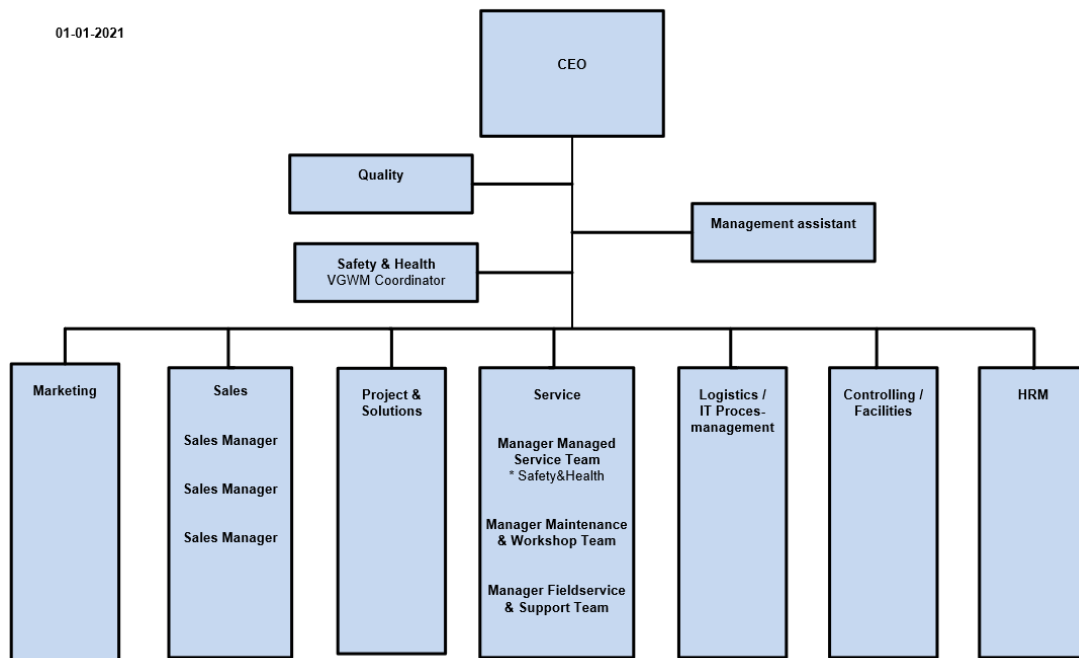 01-01-2021
CEO
Quality
Management assistant
Safety & Health
VGWM Coordinator
Marketing
Sales
Sales Manager
Sales Manager
Sales Manager
Project &
Solutions
Service
Manager Managed
Service Team
* Safety&Health
Manager Maintenance
& Workshop Team
Manager Fieldservice
& Support Team
Logistics /
IT Proces-
management
Controlling /
Facilities
HRM